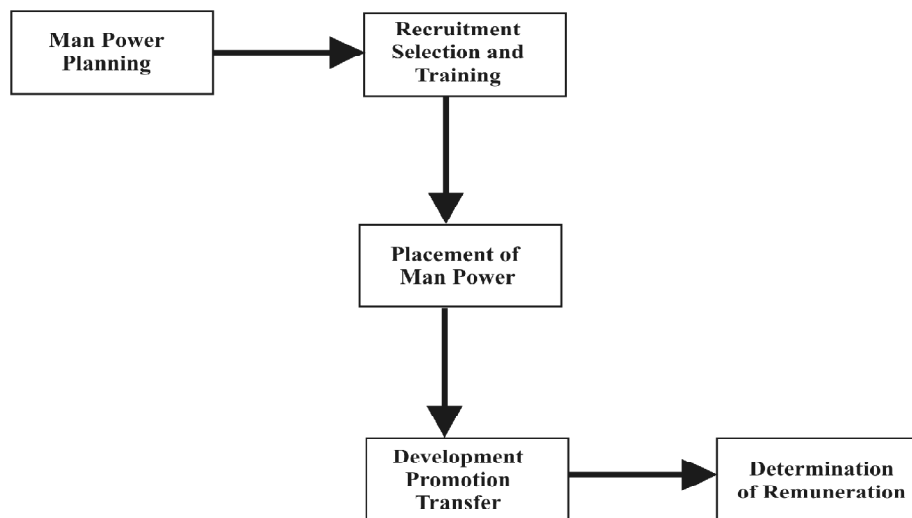 Man Power
Planning
Recruitment
Selection and
Training
Placement of
Man Power
Development
Promotion
Transfer
Determination
of Remuneration